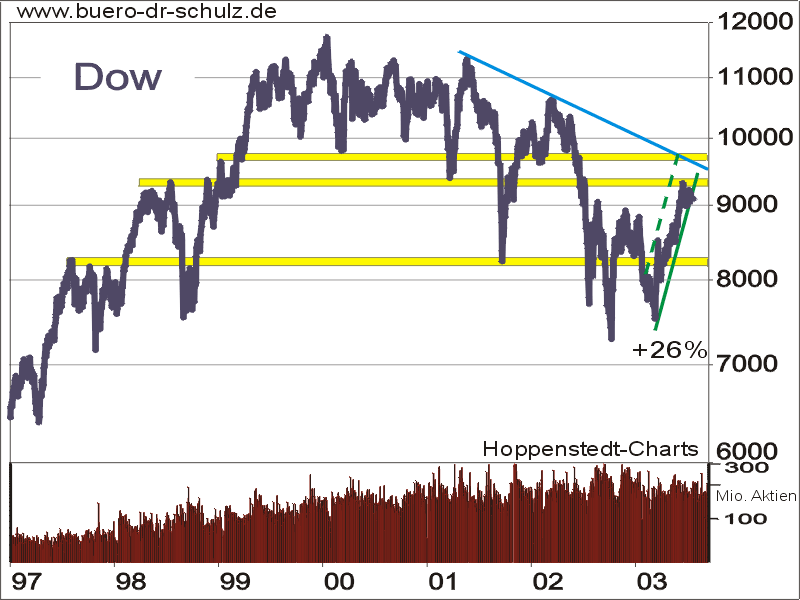 www.buero-dr-schulz.de
Dow
12000
11000
10000
9000
8000
+26%
7000
Hoppenstedt-Charts
6000
300
Mio. Aktien
100
97 98 99 00 01 02 03